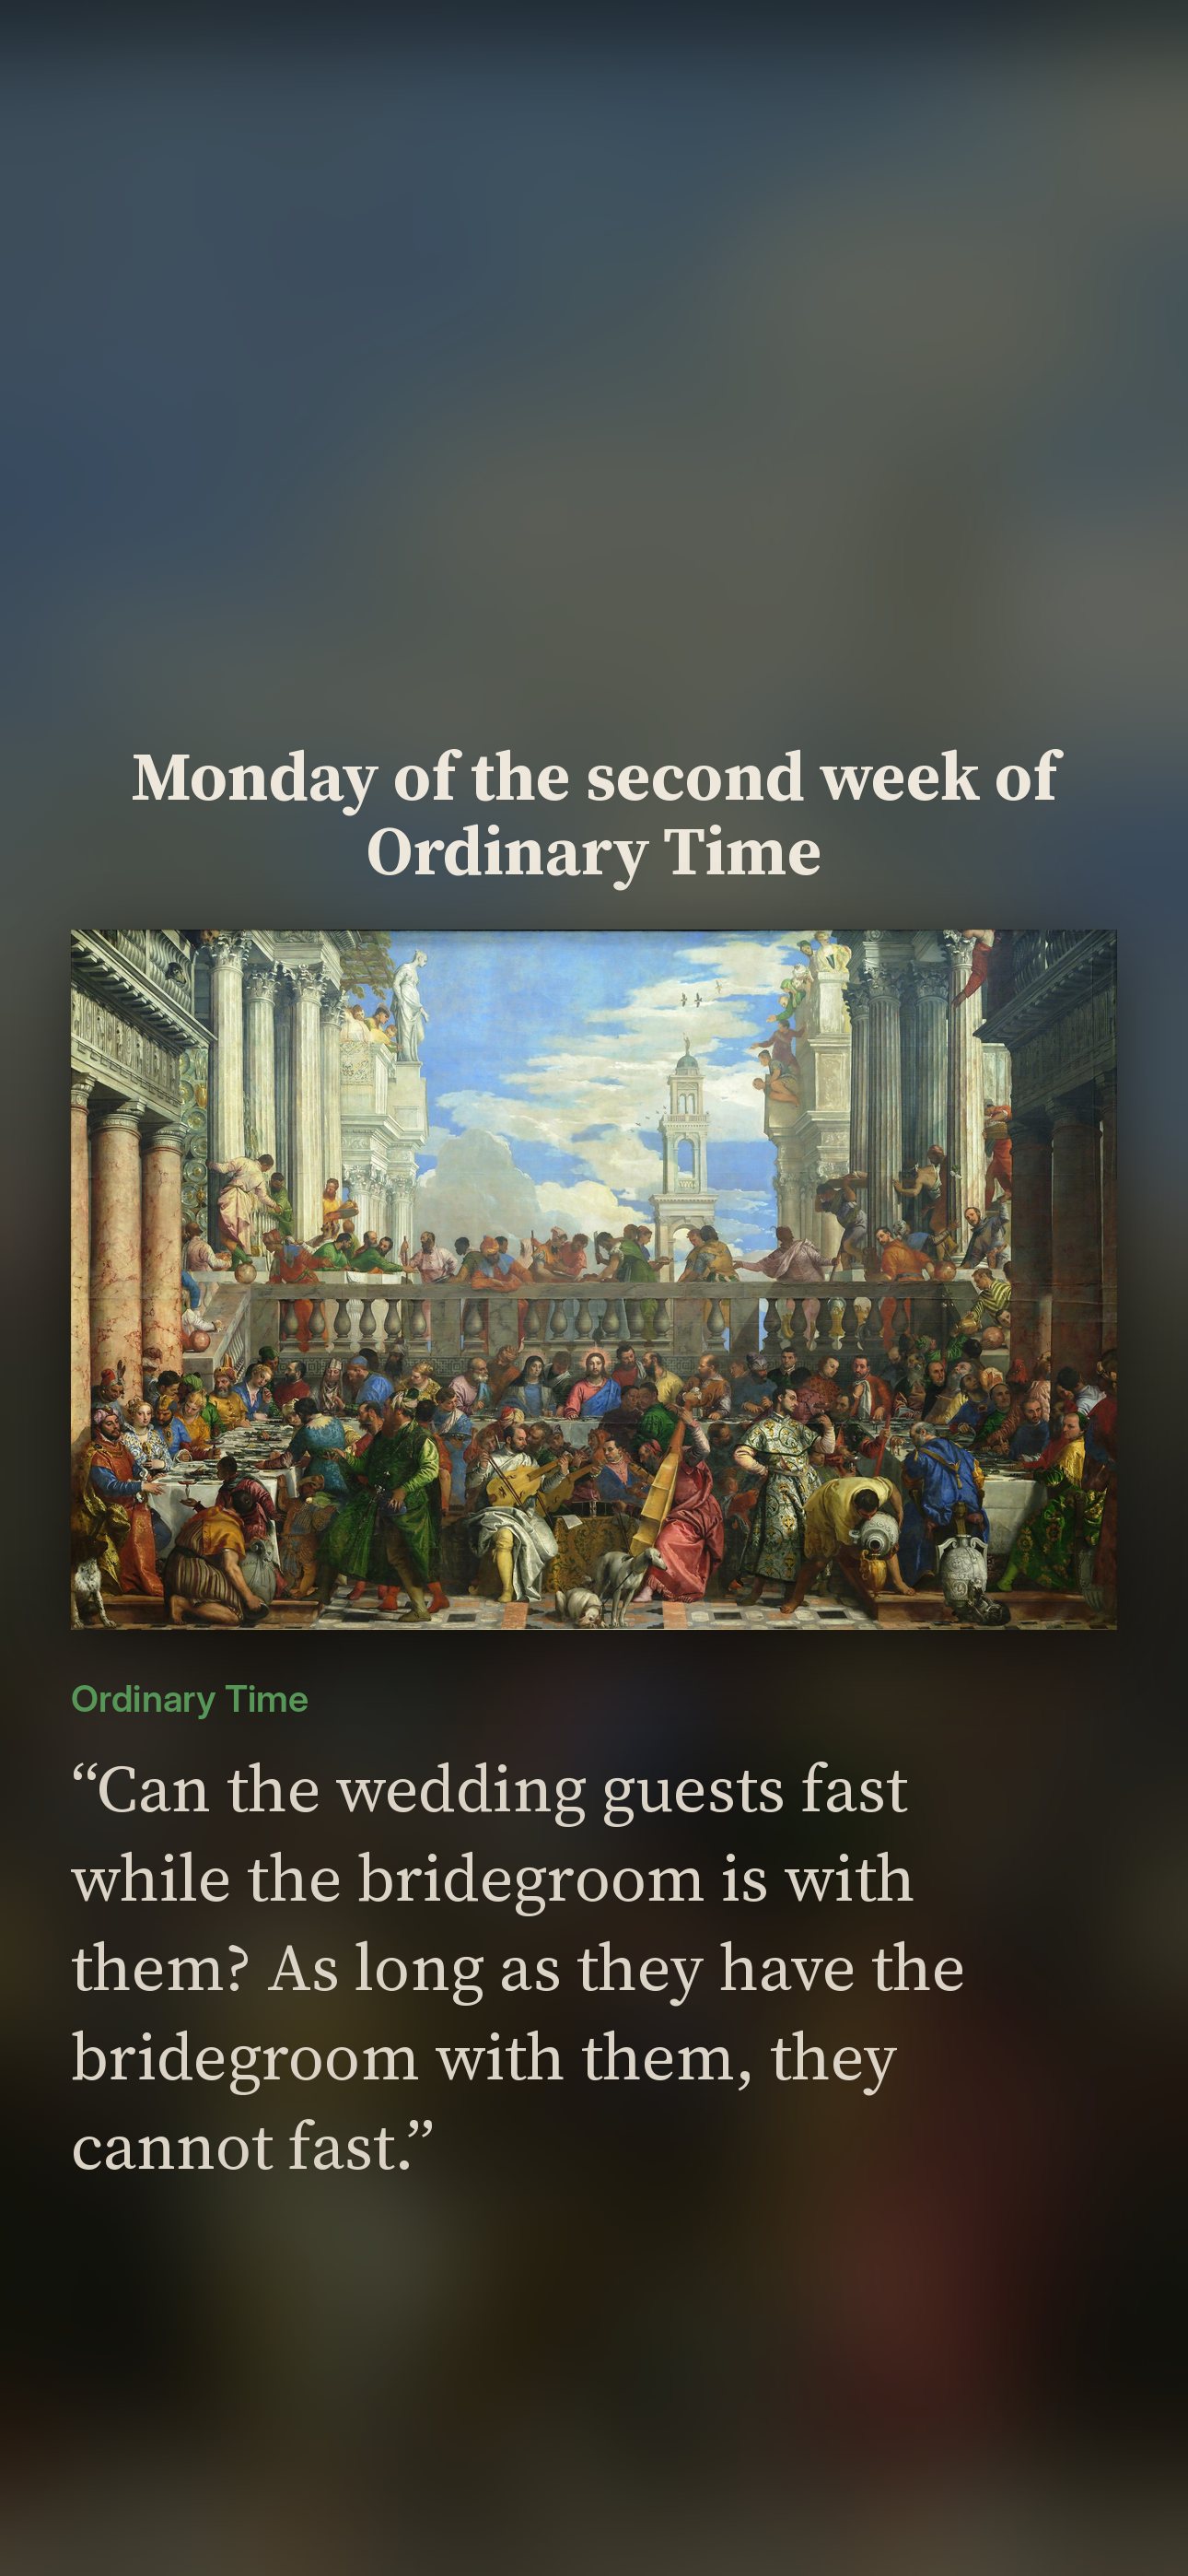 Monday of the second week of
Ordinary Time
Ordinary Time
“Can the wedding guests fast
while the bridegroom is with
them? As long as they have the
bridegroom with them, they
cannot fast.”